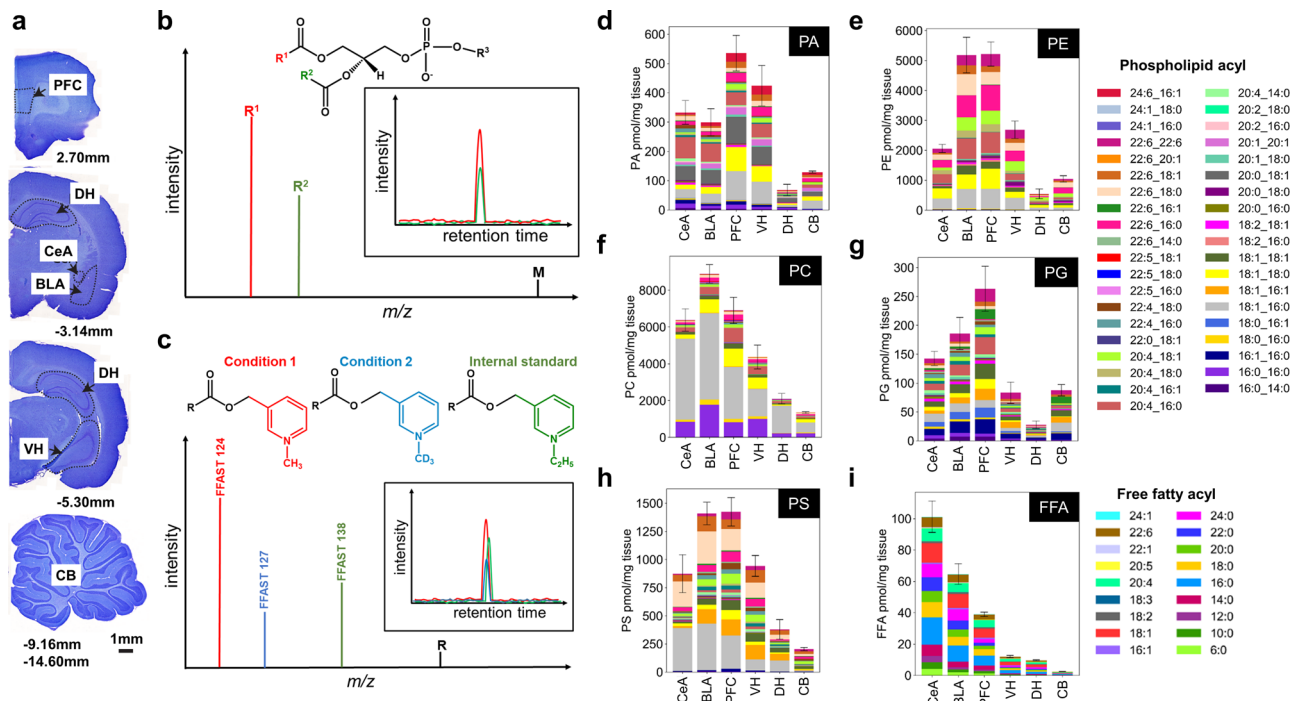 a
PFC
2.70mm
DH
CeA
BLA
-3.14mm
DH
VH
-5.30mm
CB
-9.16mm
-14.60mm
1mm
b
intensity
R1
R2
M
m/z
O
R1
O
O
P
O
R3
O-
R2
O
H
O
intensity
retention time
c
Condition 1
Condition 2
Internal standard
O
R
O
N
CH3
O
R
O
N
CD3
O
R
O
N
C2H5
intensity
FFAST 124
FFAST 127
FFAST 138
R
m/z
intensity
retention time
d
PA
PA pmol/mg tissue
600
500
400
300
200
100
0
CeA
BLA
PFC
VH
DH
CB
e
PE
PE pmol/mg tissue
6000
5000
4000
3000
2000
1000
0
CeA
BLA
PFC
VH
DH
CB
f
PC
PC pmol/mg tissue
8000
6000
4000
2000
0
CeA
BLA
PFC
VH
DH
CB
g
PG
PG pmol/mg tissue
300
250
200
150
100
50
0
CeA
BLA
PFC
VH
DH
CB
h
PS
PS pmol/mg tissue
1500
1250
1000
750
500
250
0
CeA
BLA
PFC
VH
DH
CB
i
FFA
FFA pmol/mg tissue
100
80
60
40
20
0
CeA
BLA
PFC
VH
DH
CB
Phospholipid acyl
24:6_16:1
24:1_18:0
24:1_16:0
22:6_22:6
22:6_20:1
22:6_18:1
22:6_18:0
22:6_16:1
22:6_16:0
22:6_14:0
22:5_18:1
22:5_18:0
22:5_16:0
22:4_18:0
22:4_16:0
22:0_18:1
20:4_18:1
20:4_18:0
20:4_16:1
20:4_16:0
20:4_14:0
20:2_18:0
20:2_16:0
20:1_20:1
20:1_18:0
20:0_18:1
20:0_18:0
20:0_16:0
18:2_18:1
18:2_16:0
18:1_18:1
18:1_18:0
18:1_16:1
18:1_16:0
18:0_16:1
18:0_16:0
16:1_16:0
16:0_16:0
16:0_14:0
Free fatty acyl
24:1
22:6
22:1
20:5
20:4
18:3
18:2
18:1
16:1
24:0
22:0
20:0
18:0
16:0
14:0
12:0
10:0
6:0